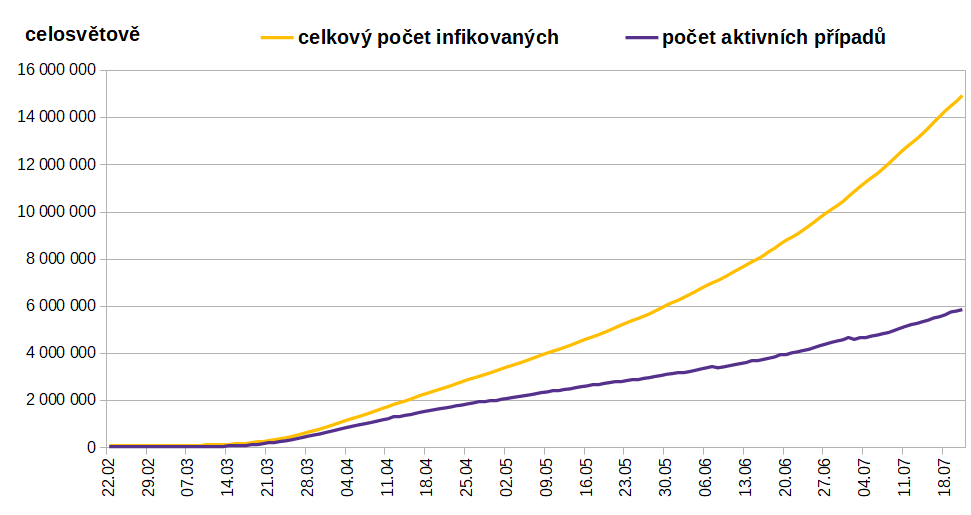 celosvětově
celkový počet infikovaných
počet aktivních případů
16 000 000
14 000 000
12 000 000
10 000 000
8 000 000
6 000 000
4 000 000
2 000 000
0
22.02
29.02
07.03
14.03
21.03
28.03
04.04
11.04
18.04
25.04
02.05
09.05
16.05
23.05
30.05
06.06
13.06
20.06
27.06
04.07
11.07
18.07